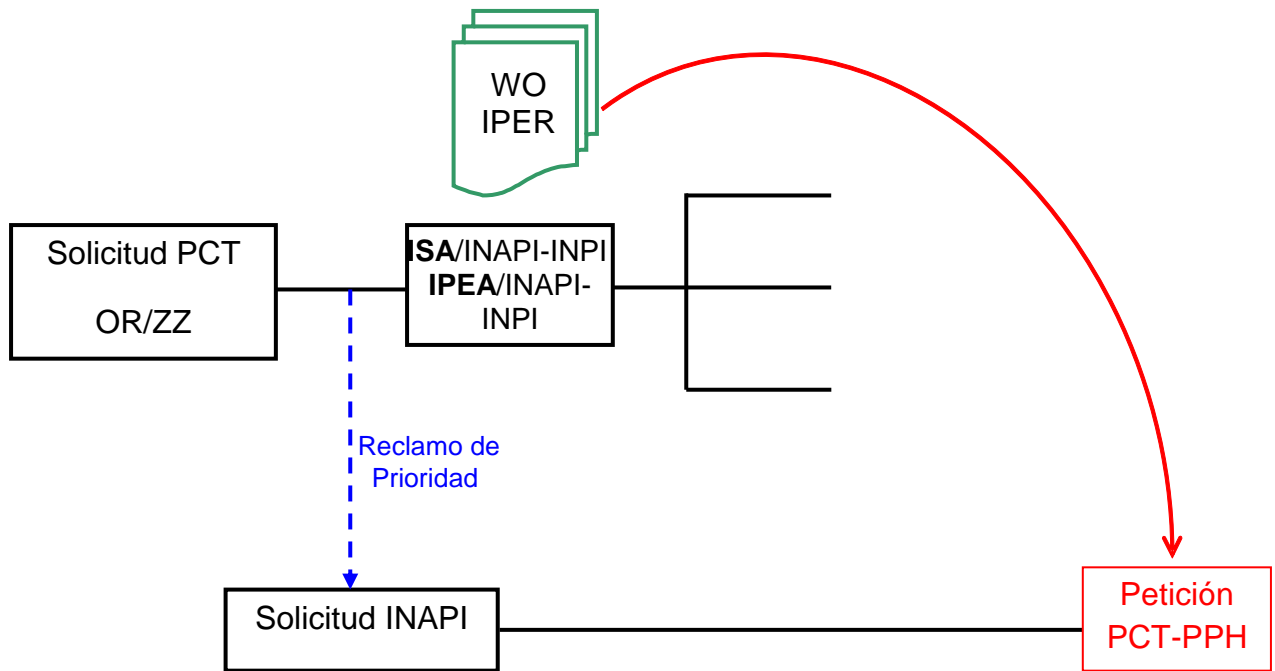 WO
IPER
Solicitud PCT
OR/ZZ
ISA/INAPI-INPI
IPEA/INAPI-
INPI
Reclamo de
Prioridad
Solicitud INAPI
Petición
PCT-PPH